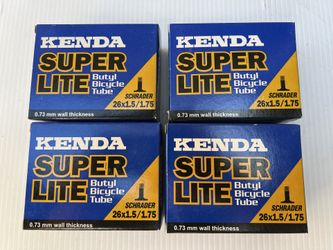 KENDA
SUPER
LITE
Butyl
Bicycle
Tube
SCHRADER
26x1.5/1.75
0.73 mm wall thickness
KENDA
SUPER
LITE
Butyl
Bicycle
Tube
SCHRADER
26x1.5/1.75
0.73 mm wall thickness
KENDA
SUPER
LITE
Butyl
Bicycle
Tube
SCHRADER
26x1.5/1.75
0.73 mm wall thickness
KENDA
SUPER
LITE
Butyl
Bicycle
Tube
SCHRADER
26x1.5/1.75
0.73 mm wall thickness